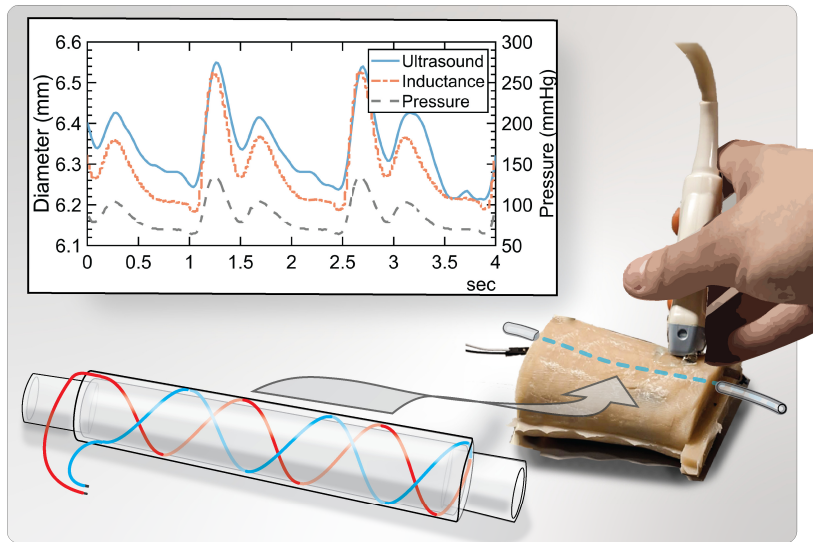 6.6
6.5
6.4
6.3
6.2
6.1
Diameter (mm)
Ultrasound
Inductance
Pressure
300
250
200
150
100
50
Pressure (mmHg)
0 0.5 1 1.5 2 2.5 3 3.5 4
sec